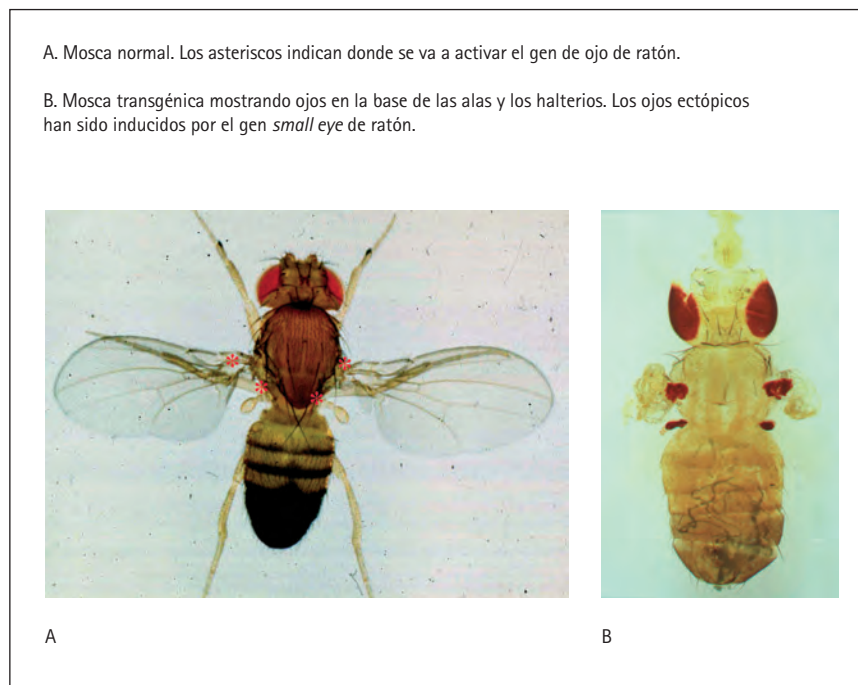 A. Mosca normal. Los asteriscos indican donde se va a activar el gen de ojo de ratón.
B. Mosca transgénica mostrando ojos en la base de las alas y los halterios. Los ojos ectópicos
han sido inducidos por el gen small eye de ratón.
A
B